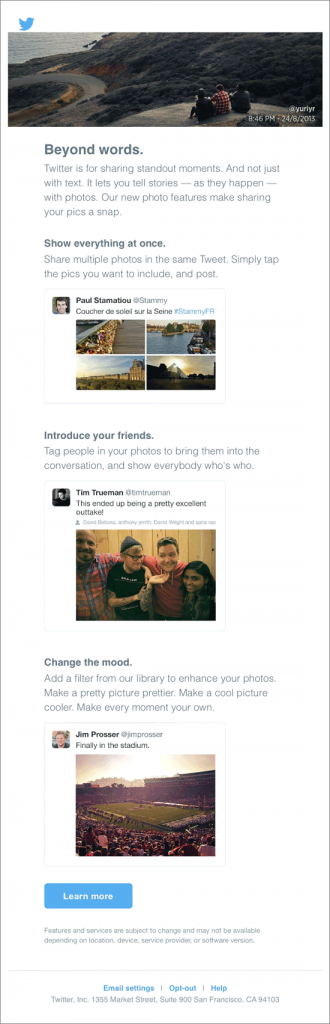 @yuriyr
8:46 PM - 24/8/2013
Beyond words.
Twitter is for sharing standout moments. And not just
with text. It lets you tell stories — as they happen —
with photos. Our new photo features make sharing
your pics a snap.
Show everything at once.
Share multiple photos in the same Tweet. Simply tap
the pics you want to include, and post.
Paul Stamatiou @Stammy
Coucher de soleil sur la Seine #StammyFR
Introduce your friends.
Tag people in your photos to bring them into the
conversation, and show everybody who's who.
Tim Trueman @timtrueman
This ended up being a pretty excellent
outtake!
David Bellona, anthony smith, David Wright and sana rao
Change the mood.
Add a filter from our library to enhance your photos.
Make a pretty picture prettier. Make a cool picture
cooler. Make every moment your own.
Jim Prosser @jimprosser
Finally in the stadium.
Learn more
Features and services are subject to change and may not be available
depending on location, device, service provider, or software version.
Email settings | Opt-out | Help
Twitter, Inc. 1355 Market Street, Suite 900 San Francisco, CA 94103